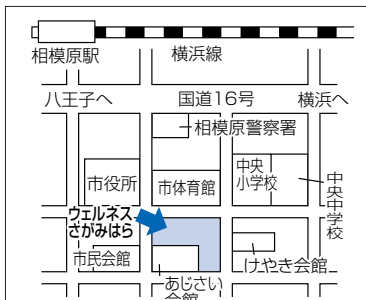 相模原駅
横浜線
八王子へ
国道16号
横浜へ
相模原警察署
市役所
市体育館
中央
小学校
中央中学校
ウェルネス
さがみはら
市民会館
けやき会館
あじさい
会館